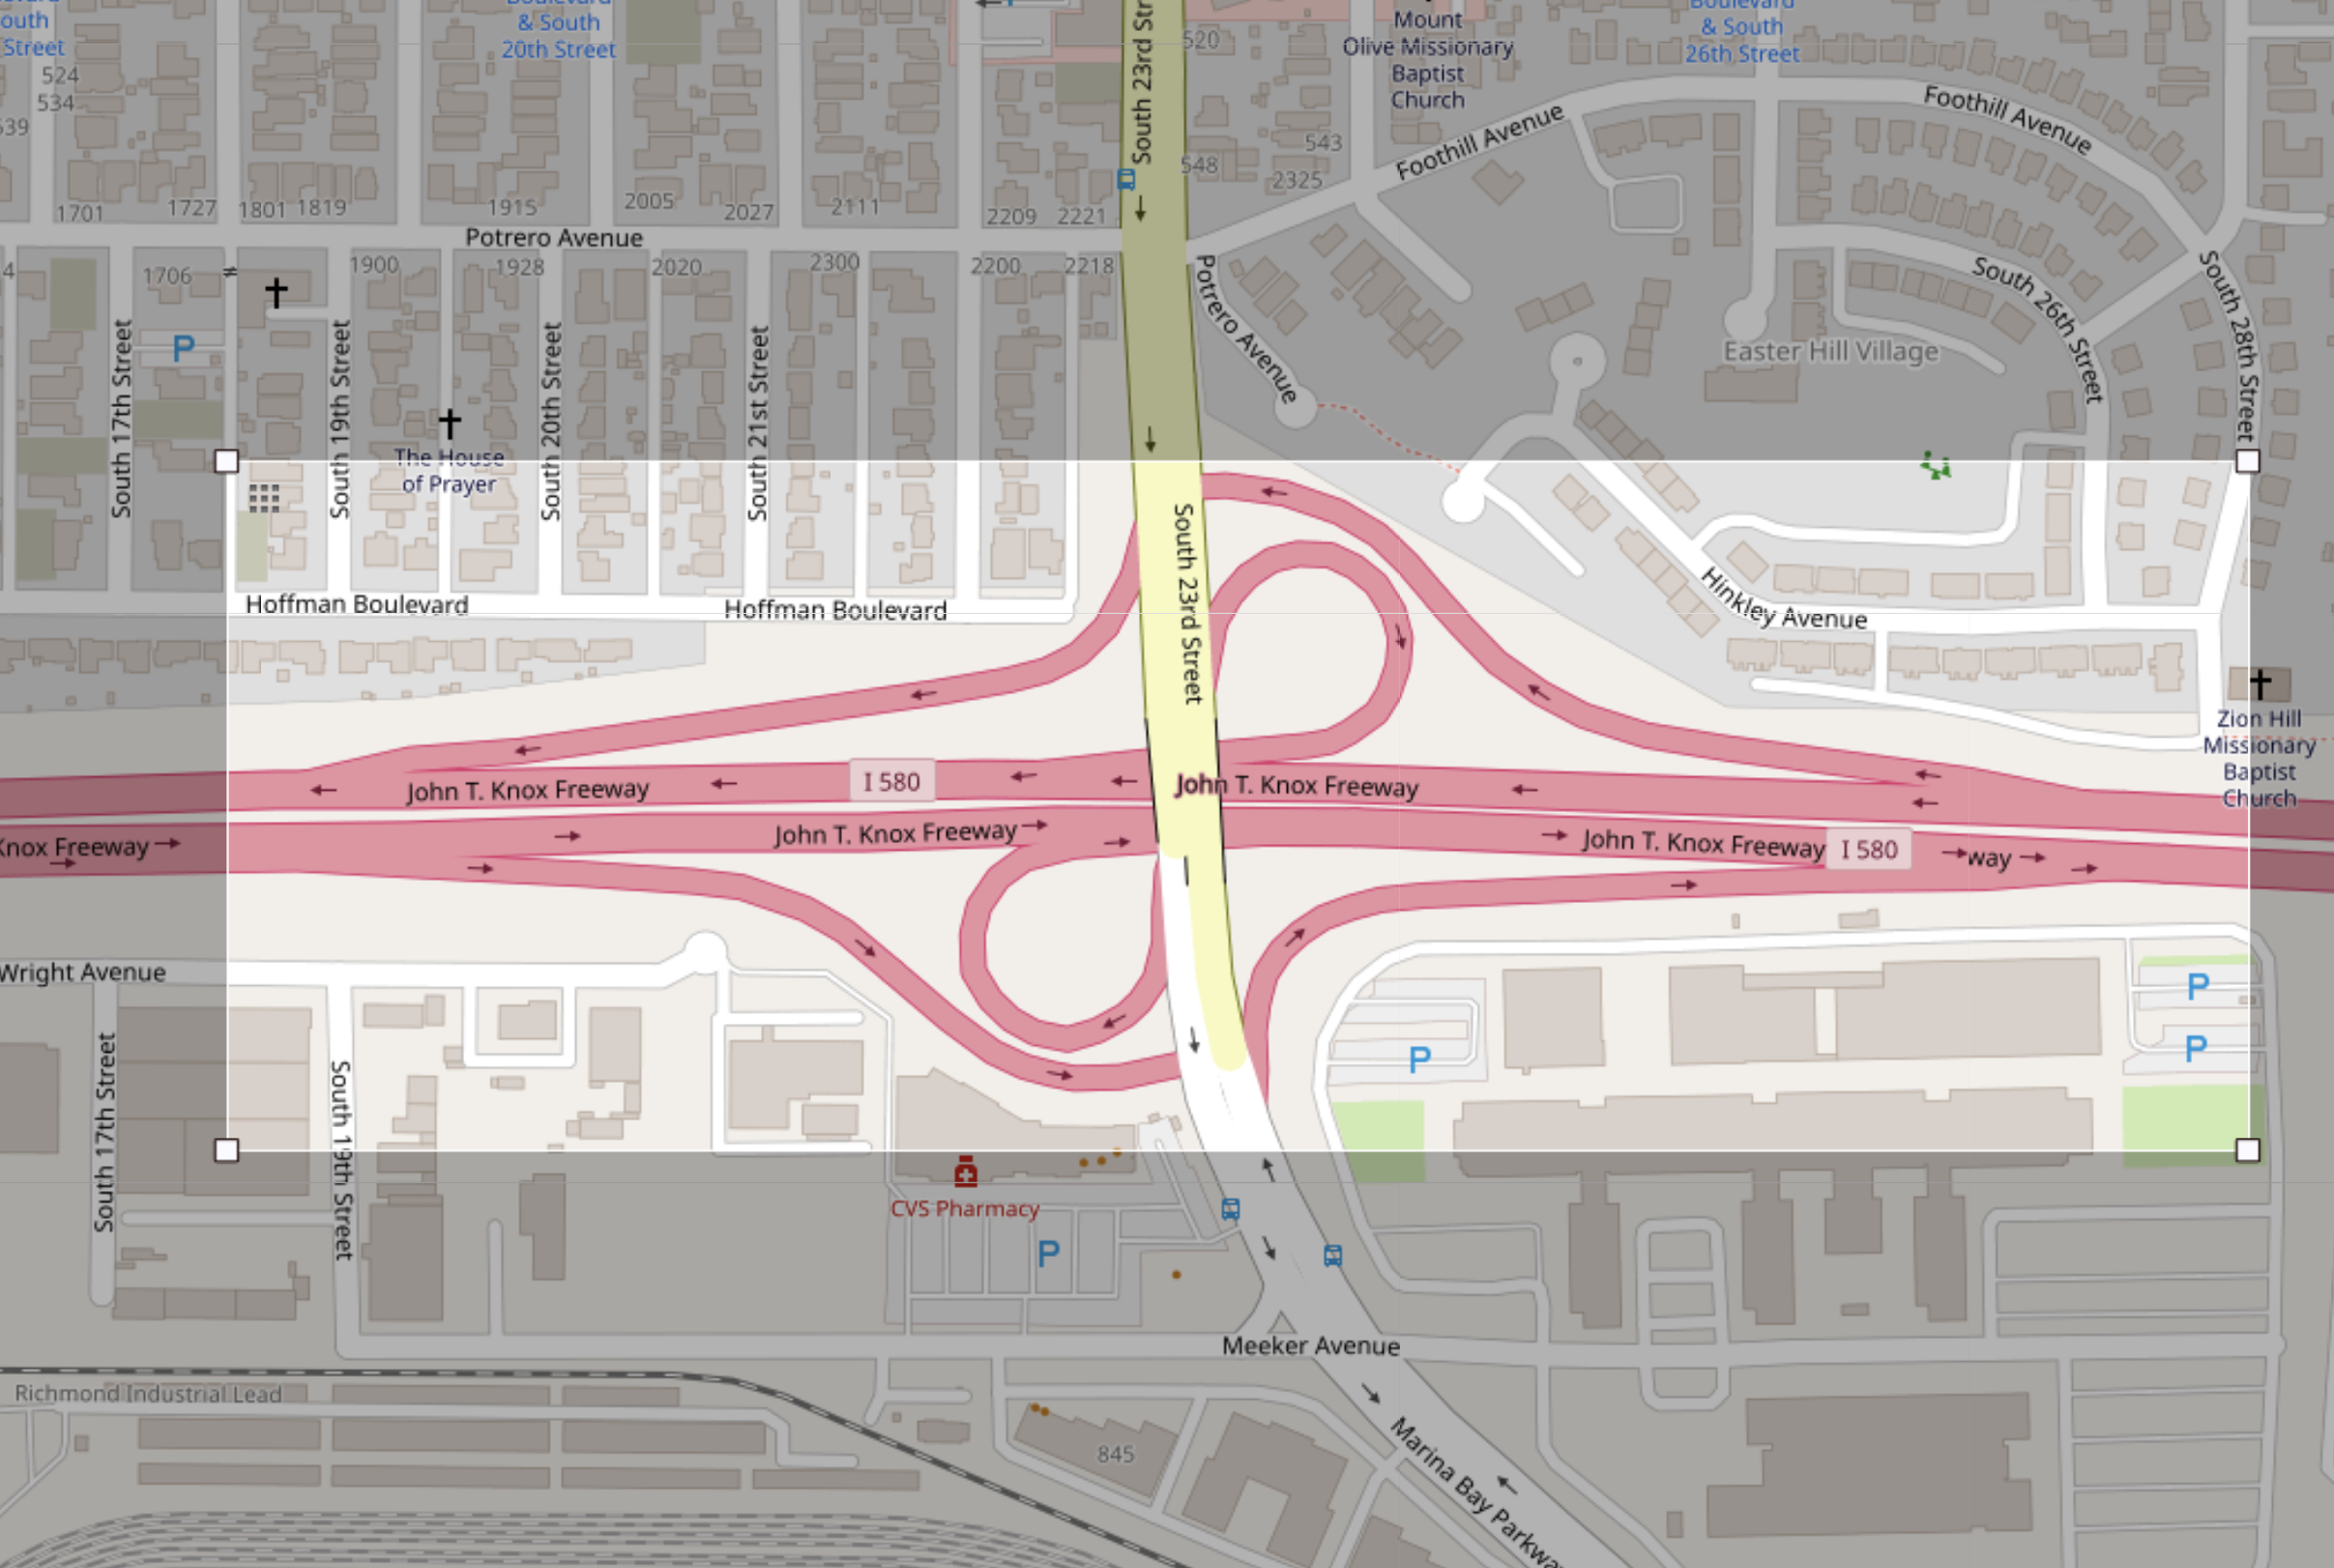 outh
Street
524
534
539
Boulevard
& South
20th Street
South 23rd Str
520
Mount
Olive Missionary
Baptist
Church
Boulevard
& South
26th Street
Foothill Avenue
Foothill Avenue
543
548
2325
1701
1727
1801
1819
1915
2005
2027
2111
2209
2221
Potrero Avenue
4
1706
1900
1928
2020
2300
2200
2218
Potrero Avenue
South 26th Street
South 28th Street
Easter Hill Village
P
South 17th Street
South 19th Street
South 20th Street
South 21st Street
The House
of Prayer
South 23rd Street
Hoffman Boulevard
Hoffman Boulevard
Hinkley Avenue
Zion Hill
Missionary
Baptist
Church
John T. Knox Freeway
I 580
John T. Knox Freeway
Knox Freeway
John T. Knox Freeway
John T. Knox Freeway
I 580
way
Wright Avenue
P
P
P
South 17th Street
South 19th Street
CVS Pharmacy
P
Meeker Avenue
Richmond Industrial Lead
845
Marina Bay Parkway